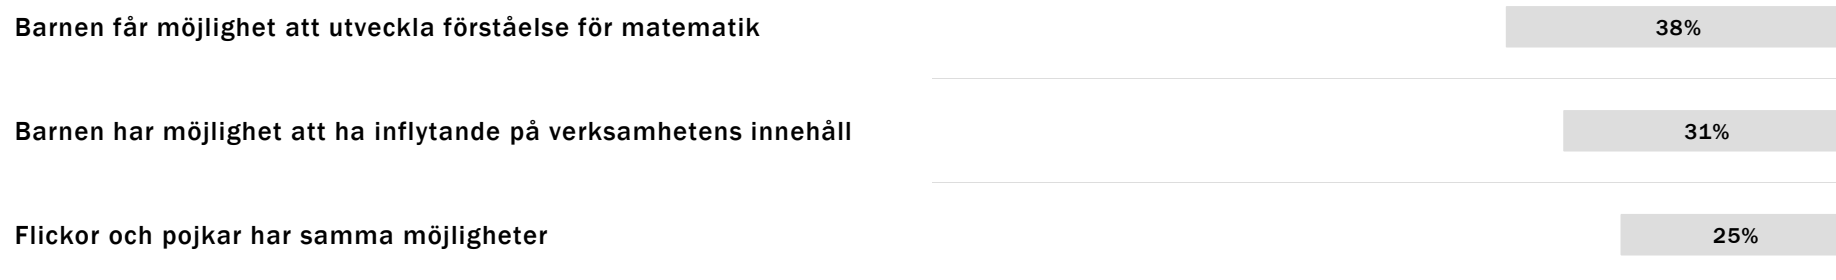 Barnen får möjlighet att utveckla förståelse för matematik 38%
Barnen har möjlighet att ha inflytande på verksamhetens innehåll 31%
Flickor och pojkar har samma möjligheter 25%